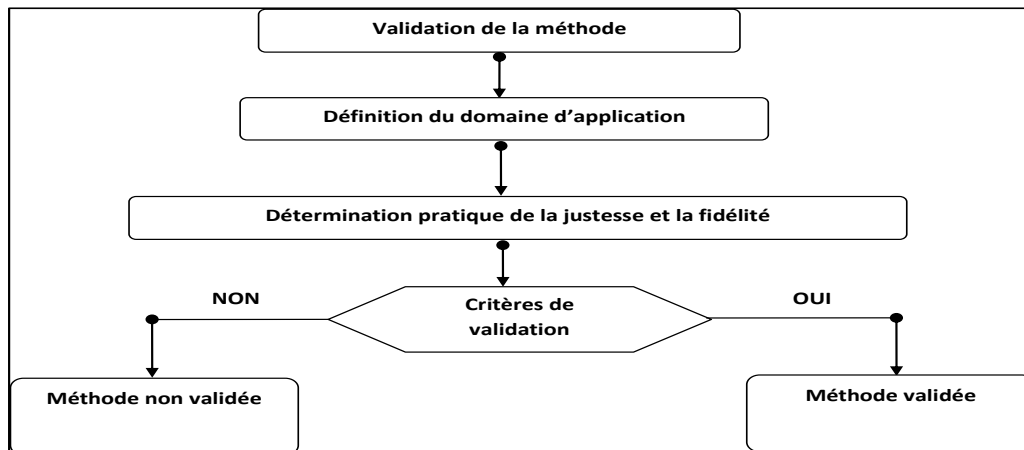 Validation de la méthode
Définition du domaine d’application
Détermination pratique de la justesse et la fidélité
NON
Critères de
validation
OUI
Méthode non validée
Méthode validée